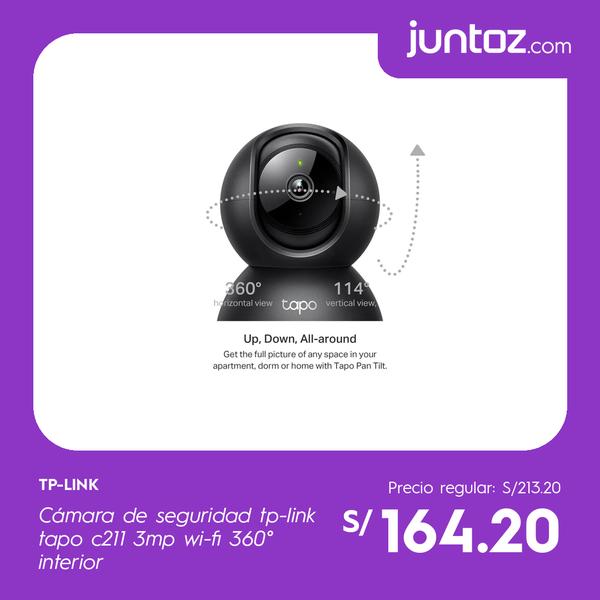 juntoz.com
360°
horizontal view
tapo
114°
vertical view,
Up, Down, All-around
Get the full picture of any space in your
apartment, dorm or home with Tapo Pan Tilt.
TP-LINK
Cámara de seguridad tp-link
tapo c211 3mp wi-fi 360°
interior
Precio regular: S/213.20
S/164.20